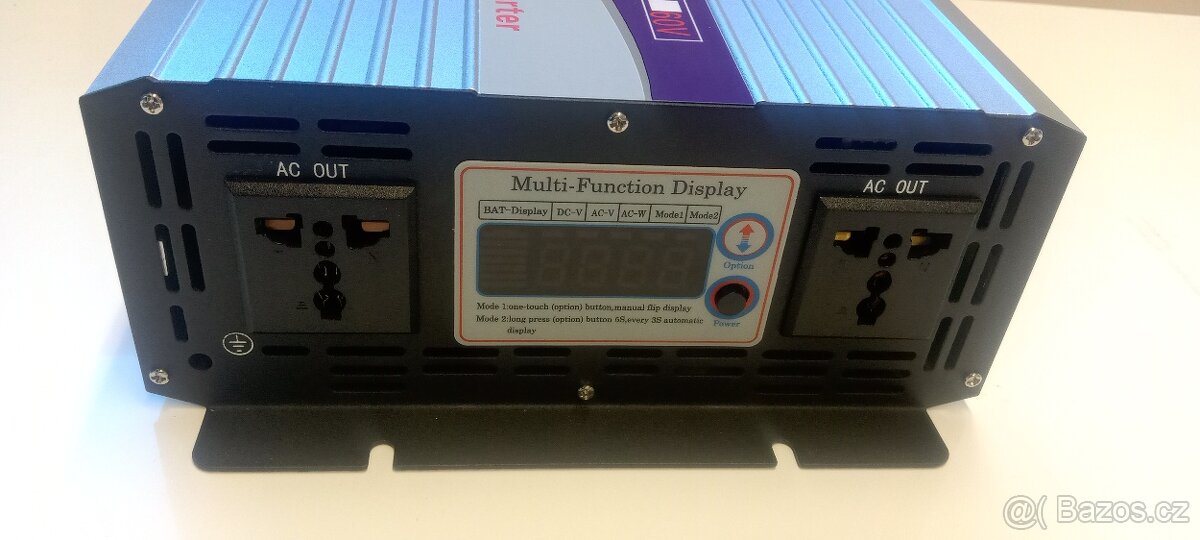 rter
60V
AC OUT
Multi-Function Display
BAT-Display DC-V AC-V AC-W Mode1 Mode2
Option
Mode 1:one-touch (option) button,manual flip display
Mode 2:long press (option) button 6S,every 3S automatic
display
Power
AC OUT
@( Bazos.cz